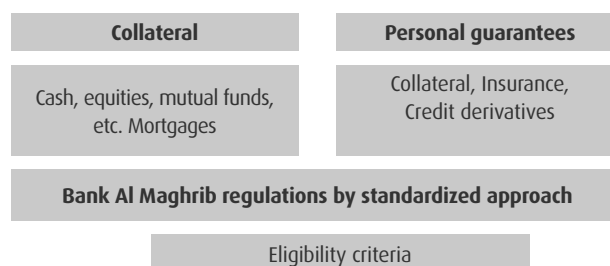 Collateral
Personal guarantees
Cash, equities, mutual funds,
etc. Mortgages
Collateral, Insurance,
Credit derivatives
Bank Al Maghrib regulations by standardized approach
Eligibility criteria